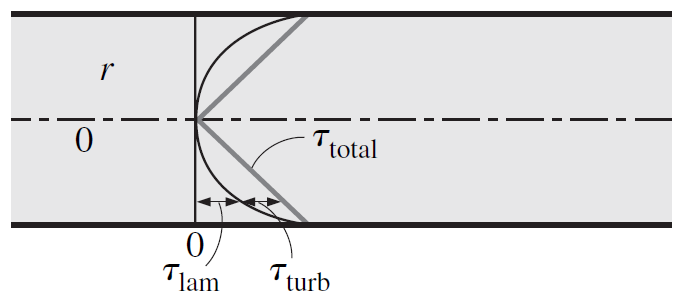 r
0
τtotal
0
τlam
τturb